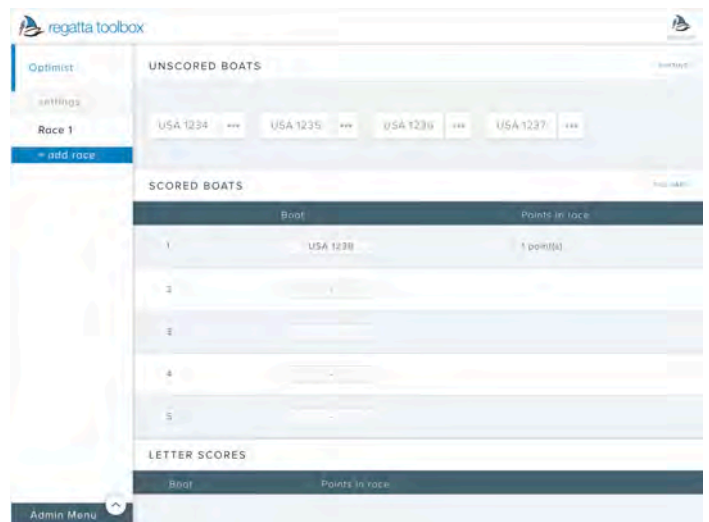 regatta toolbox
Optimist
settings
Race 1
+ add race
Admin Menu
UNSCORED BOATS
USA 1234 ••• USA 1235 ••• USA 1236 ••• USA 1237 •••
SCORED BOATS
Boat Points in race
1 USA 1238 1 point(s)
2 -
3
4 -
5 -
LETTER SCORES
Boat Points in race